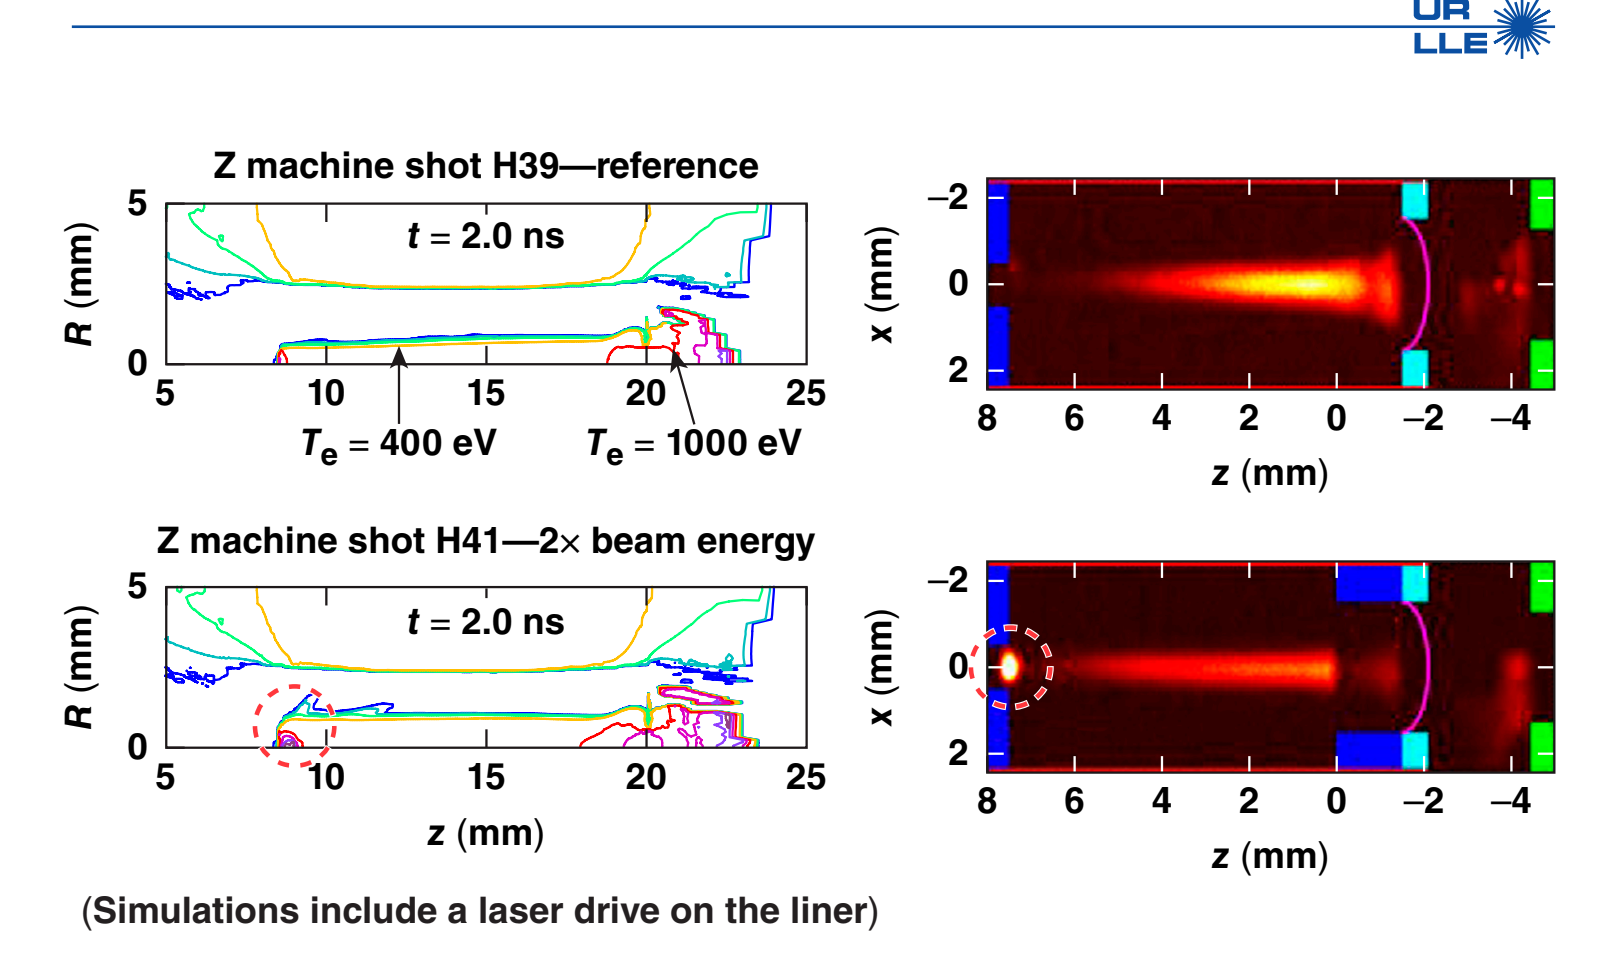 UR
LLE
Z machine shot H39—reference
t = 2.0 ns
R (mm)
5
0
5 10 15 20 25
Te = 400 eV
Te = 1000 eV
x (mm)
–2
0
2
8 6 4 2 0 –2 –4
z (mm)
Z machine shot H41—2× beam energy
t = 2.0 ns
R (mm)
5
0
5 10 15 20 25
z (mm)
x (mm)
–2
0
2
8 6 4 2 0 –2 –4
z (mm)
(Simulations include a laser drive on the liner)